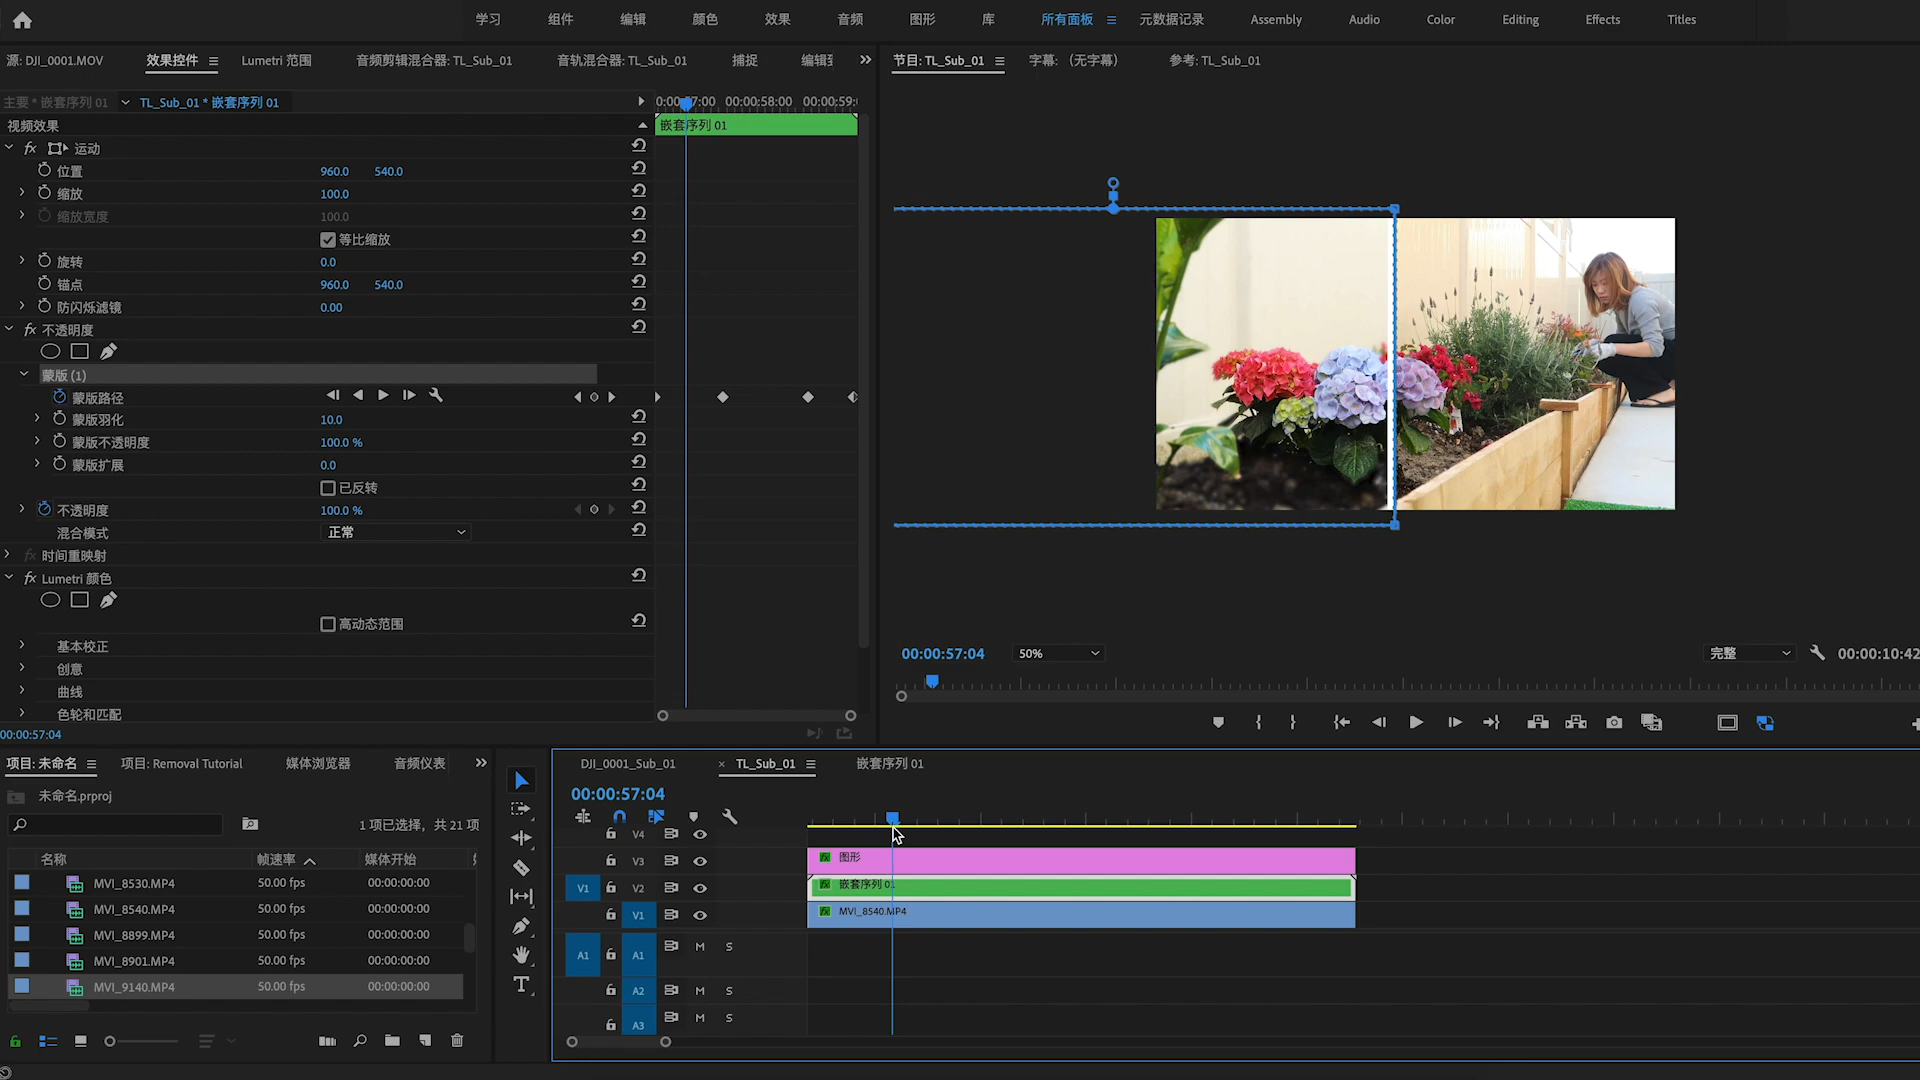 学习 组件 编辑 颜色 效果 音频 图形 库 所有面板 元数据记录 Assembly Audio Color Editing Effects Titles
源: DJI_0001.MOV 效果控件 Lumetri 范围 音频剪辑混合器: TL_Sub_01 音轨混合器: TL_Sub_01 捕捉 编辑到
节目: TL_Sub_01 字幕: (无字幕) 参考: TL_Sub_01
主要 * 嵌套序列 01 TL_Sub_01 * 嵌套序列 01
00:00:58:00
视频效果
嵌套序列 01
fx 运动
位置 960.0 540.0
缩放 100.0
缩放宽度 100.0
等比缩放
旋转 0.0
锚点 960.0 540.0
防闪烁滤镜 0.00
fx 不透明度
蒙版 (1)
蒙版路径
蒙版羽化 10.0
蒙版不透明度 100.0 %
蒙版扩展 0.0
已反转
不透明度 100.0 %
混合模式 正常
fx 时间重映射
fx Lumetri 颜色
高动态范围
基本校正
创意
曲线
色轮和匹配
00:00:57:04
00:00:57:04 50% 完整 00:00:10:42
项目: 未命名 项目: Removal Tutorial 媒体浏览器 音频仪表
未命名.prproj
1 项已选择，共 21 项
名称 帧速率 媒体开始
MVI_8530.MP4 50.00 fps 00:00:00:00
MVI_8540.MP4 50.00 fps 00:00:00:00
MVI_8899.MP4 50.00 fps 00:00:00:00
MVI_8901.MP4 50.00 fps 00:00:00:00
MVI_9140.MP4 50.00 fps 00:00:00:00
DJI_0001_Sub_01 × TL_Sub_01 嵌套序列 01
00:00:57:04
V4
V3 fx 图形
V1 V2 fx 嵌套序列 01
V1 fx MVI_8540.MP4
A1 A1 M S
A2 M S
A3 M S